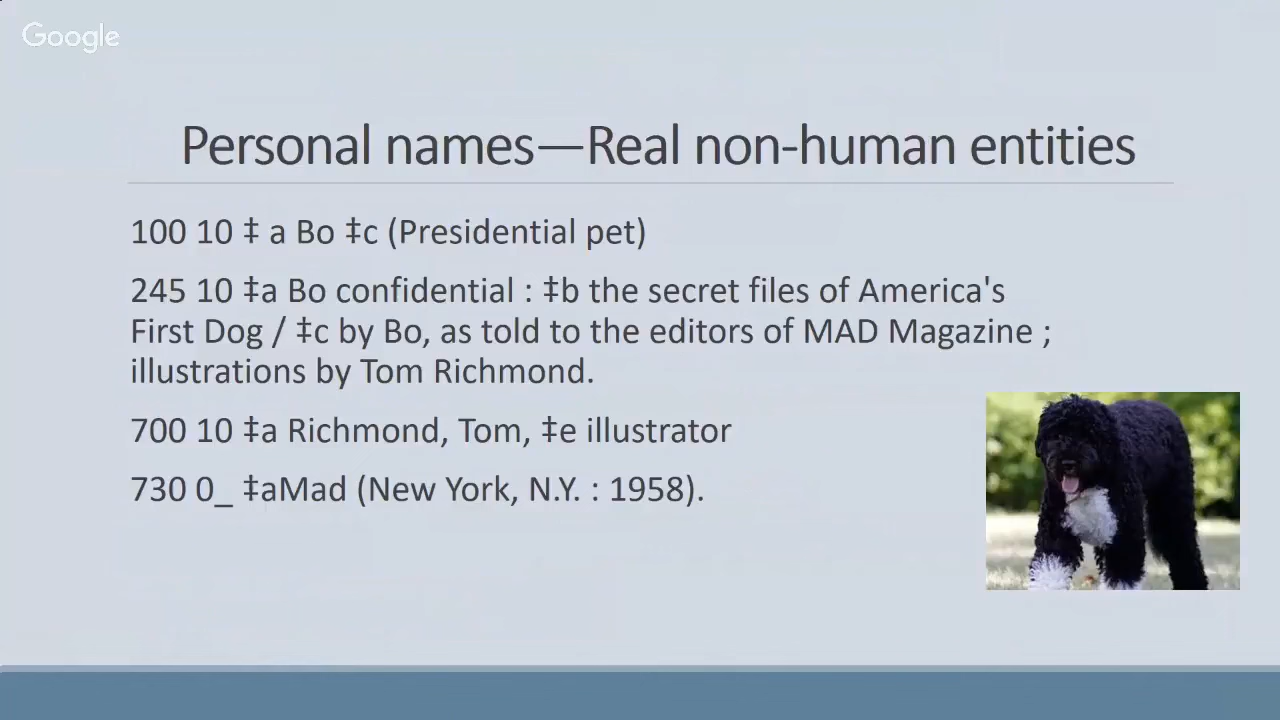 Google
Personal names—Real non-human entities
100 10 ‡ a Bo ‡c (Presidential pet)
245 10 ‡a Bo confidential : ‡b the secret files of America's
First Dog / ‡c by Bo, as told to the editors of MAD Magazine ;
illustrations by Tom Richmond.
700 10 ‡a Richmond, Tom, ‡e illustrator
730 0_ ‡aMad (New York, N.Y. : 1958).